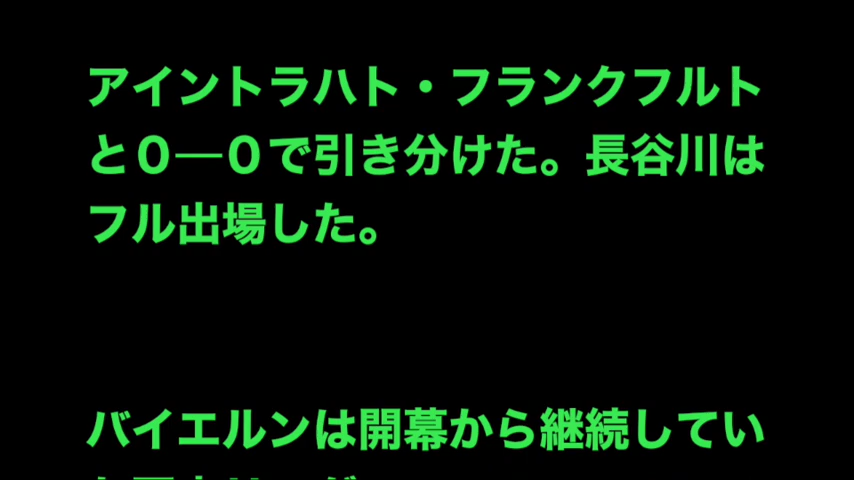 アイントラハト・フランクフルト
と０―０で引き分けた。長谷川は
フル出場した。
バイエルンは開幕から継続してい